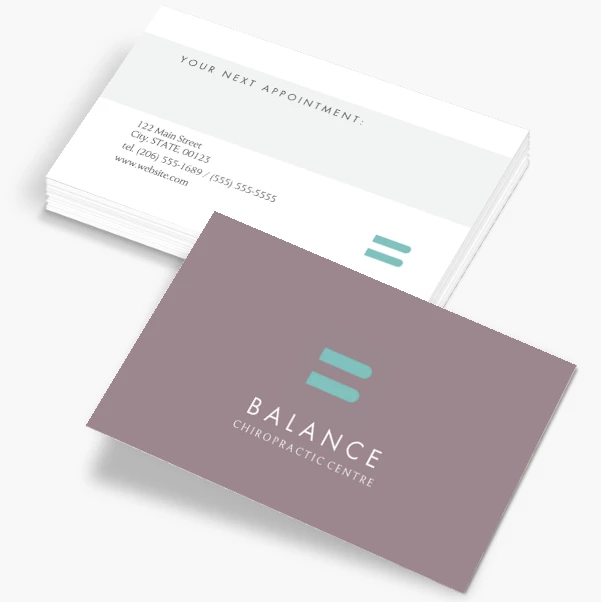 YOUR NEXT APPOINTMENT:
122 Main Street
City, STATE, 00123
tel. (206) 555-1689 / (555) 555-5555
www.website.com
BALANCE
CHIROPRACTIC CENTRE